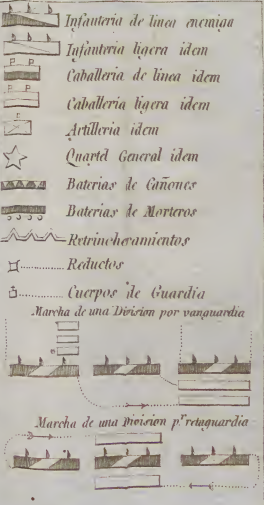 Infanteria de linea enemiga
Infanteria ligera idem
Caballeria de linea idem
Caballeria ligera idem
Artilleria idem
Quartel General idem
Baterias de Cañones
Baterias de Morteros
Retrincheramientos
Reductos
Cuerpos de Guardia
Marcha de una Division por vanguardia
Marcha de una Division p.r retaguardia